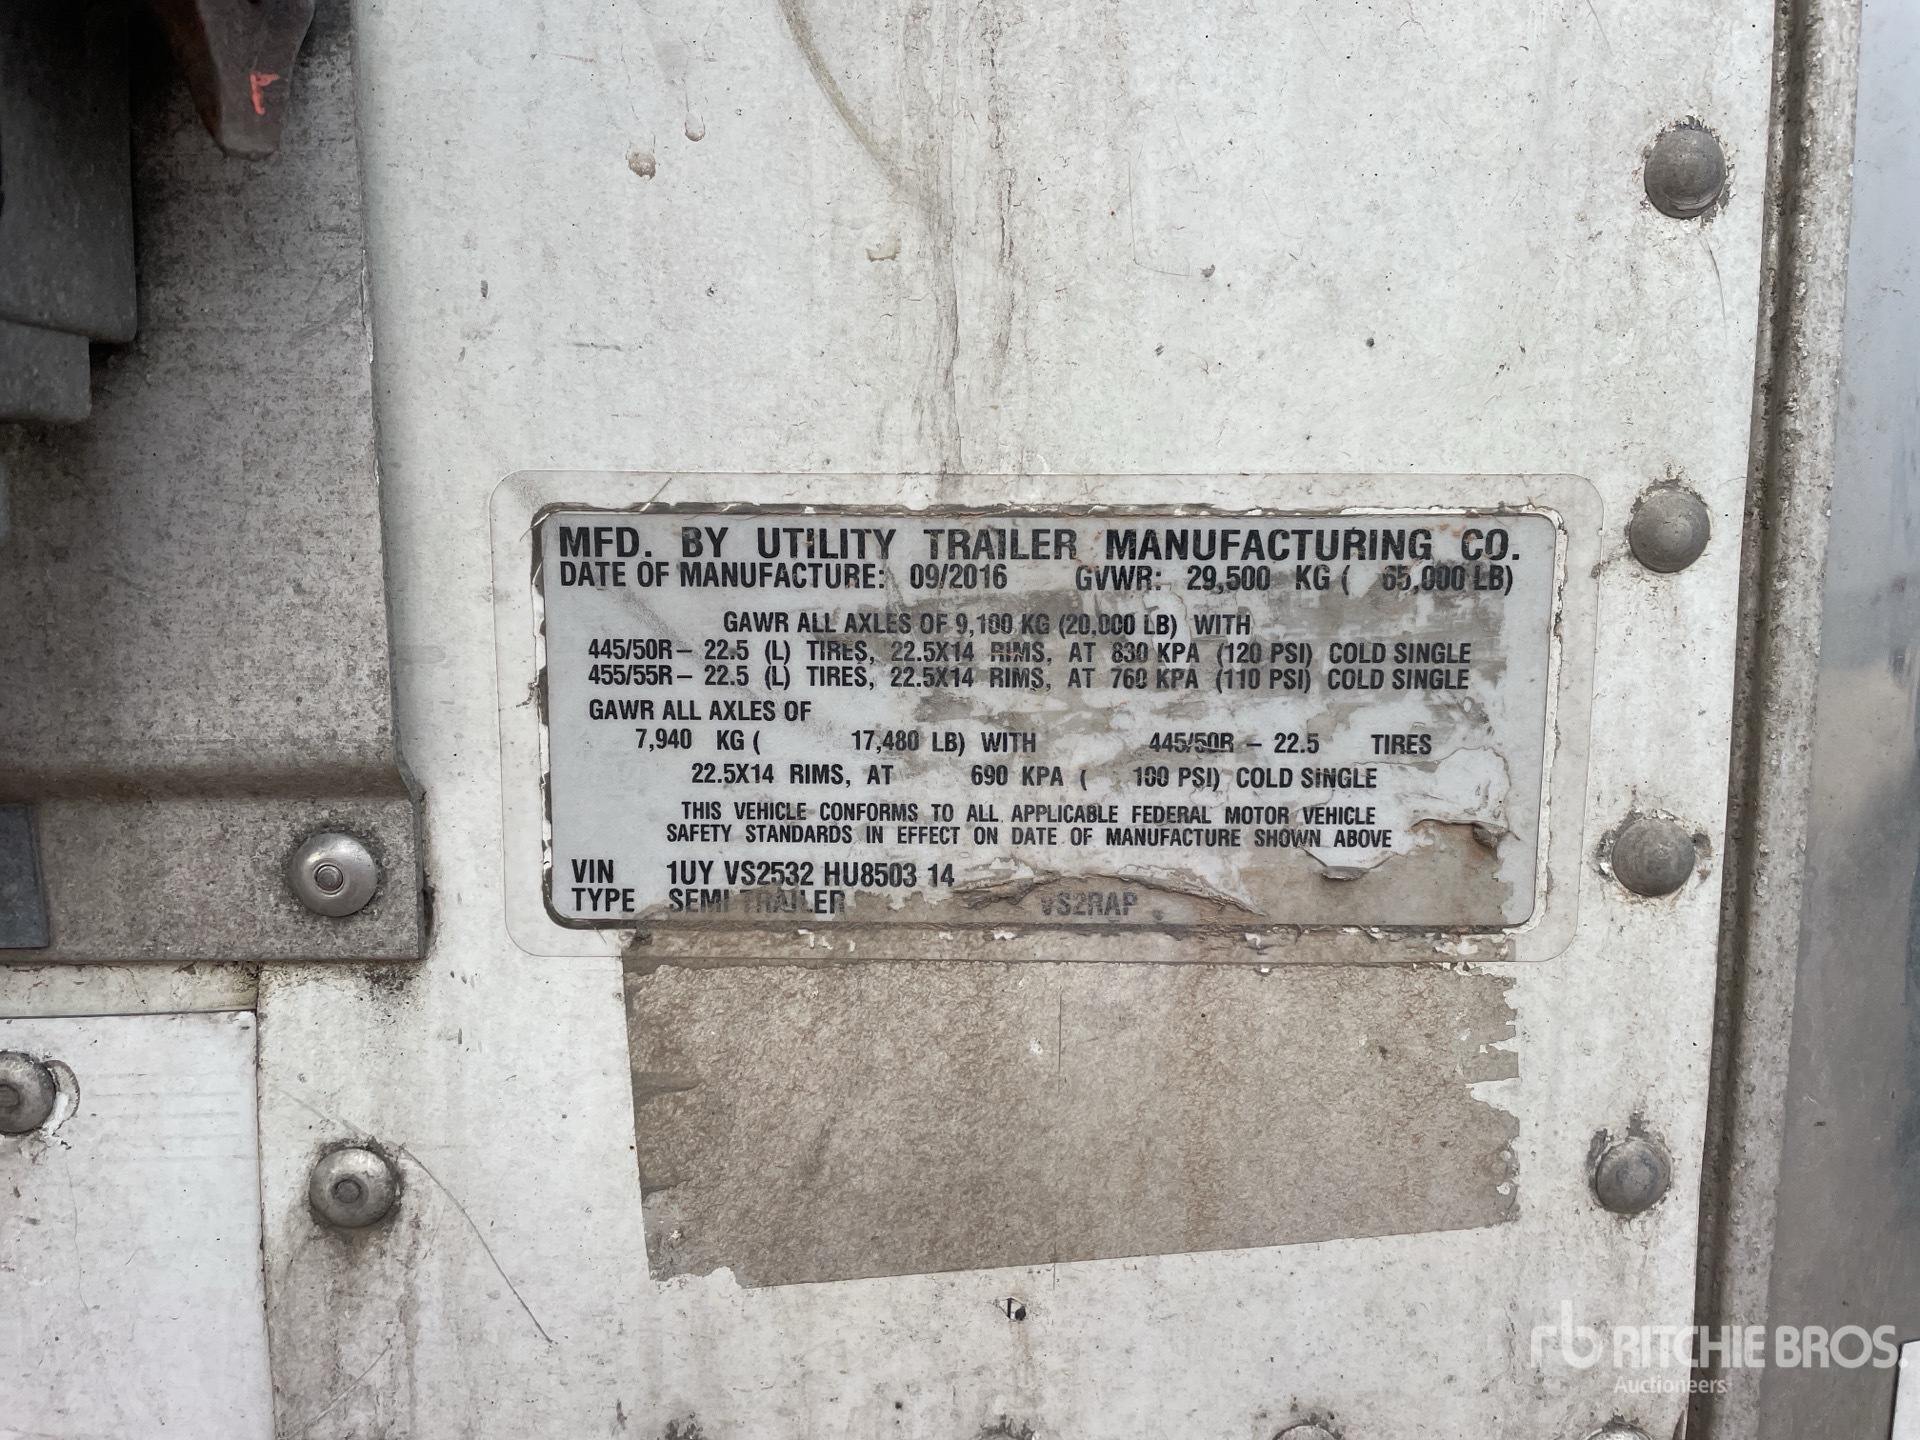 MFD. BY UTILITY TRAILER MANUFACTURING CO.
DATE OF MANUFACTURE: 09/2016 GVWR: 29,500 KG ( 65,000 LB)
GAWR ALL AXLES OF 9,100 KG (20,000 LB) WITH
445/50R – 22.5 (L) TIRES, 22.5X14 RIMS, AT 830 KPA (120 PSI) COLD SINGLE
455/55R – 22.5 (L) TIRES, 22.5X14 RIMS, AT 760 KPA (110 PSI) COLD SINGLE
GAWR ALL AXLES OF
7,940 KG ( 17,480 LB) WITH 445/50R – 22.5 TIRES
22.5X14 RIMS, AT 690 KPA ( 100 PSI) COLD SINGLE
THIS VEHICLE CONFORMS TO ALL APPLICABLE FEDERAL MOTOR VEHICLE
SAFETY STANDARDS IN EFFECT ON DATE OF MANUFACTURE SHOWN ABOVE
VIN 1UY VS2532 HU8503 14
TYPE SEMI TRAILER VS2RAP
rb RITCHIE BROS.
Auctioneers